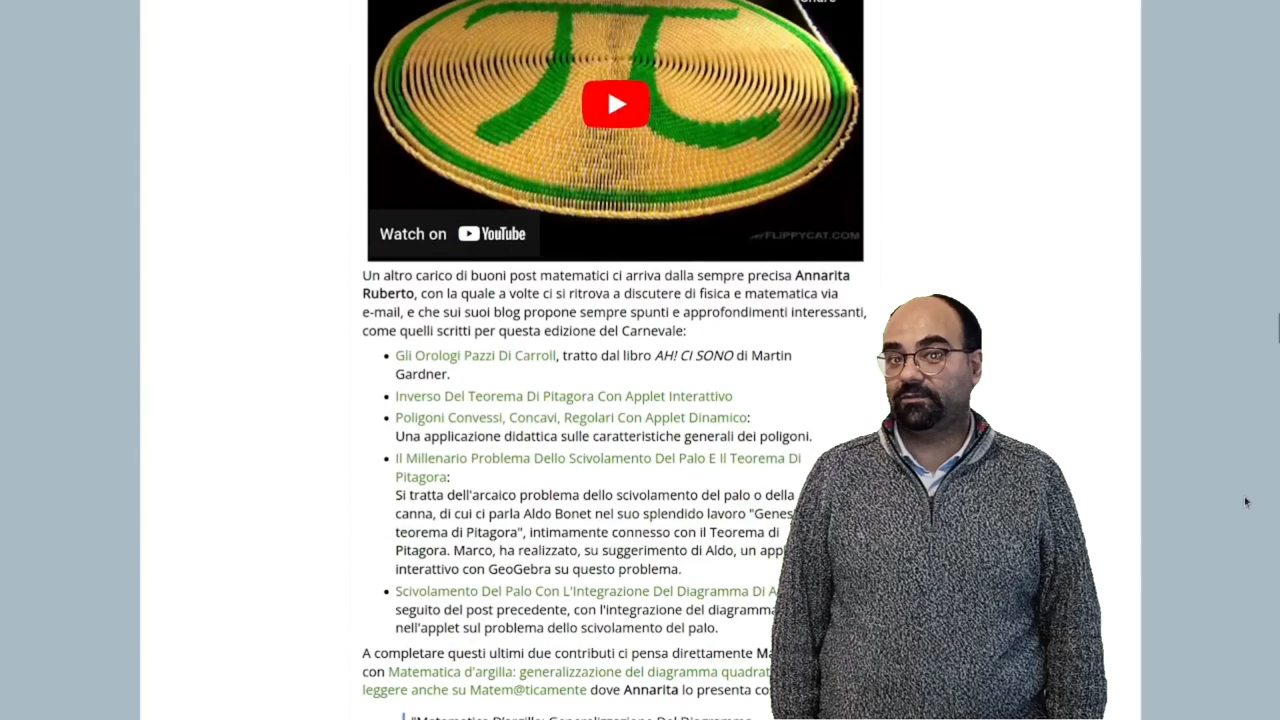 Share
Watch on YouTube
FLIPPYCAT.COM
Un altro carico di buoni post matematici ci arriva dalla sempre precisa Annarita
Ruberto, con la quale a volte ci si ritrova a discutere di fisica e matematica via
e-mail, e che sui suoi blog propone sempre spunti e approfondimenti interessanti,
come quelli scritti per questa edizione del Carnevale:
• Gli Orologi Pazzi Di Carroll, tratto dal libro AH! CI SONO di Martin
Gardner.
• Inverso Del Teorema Di Pitagora Con Applet Interattivo
• Poligoni Convessi, Concavi, Regolari Con Applet Dinamico:
Una applicazione didattica sulle caratteristiche generali dei poligoni.
• Il Millenario Problema Dello Scivolamento Del Palo E Il Teorema Di
Pitagora:
Si tratta dell'arcaico problema dello scivolamento del palo o della
canna, di cui ci parla Aldo Bonet nel suo splendido lavoro "Genes
teorema di Pitagora", intimamente connesso con il Teorema di
Pitagora. Marco, ha realizzato, su suggerimento di Aldo, un app
interattivo con GeoGebra su questo problema.
• Scivolamento Del Palo Con L'Integrazione Del Diagramma Di A
seguito del post precedente, con l'integrazione del diagramma
nell'applet sul problema dello scivolamento del palo.
A completare questi ultimi due contributi ci pensa direttamente Ma
con Matematica d'argilla: generalizzazione del diagramma quadrat
leggere anche su Matem@ticamente dove Annarita lo presenta co
"Matematica D'argilla: Generalizzazione Del Diagramma